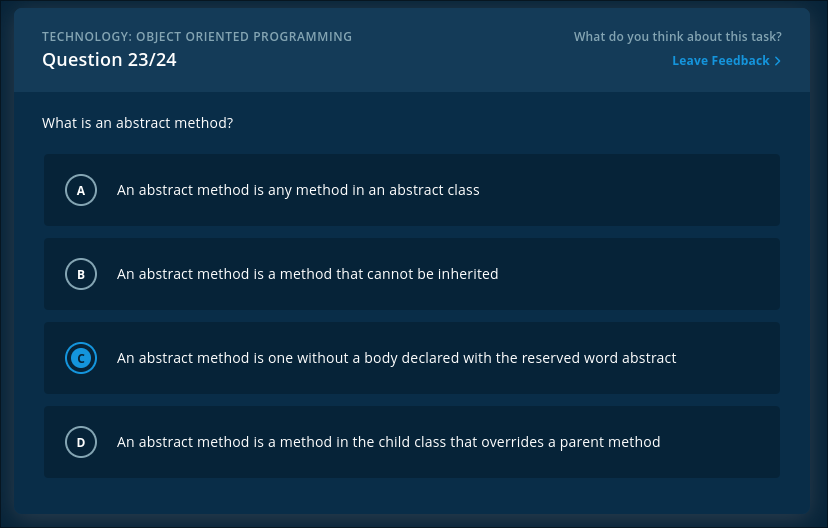 TECHNOLOGY: OBJECT ORIENTED PROGRAMMING
What do you think about this task?
Question 23/24
Leave Feedback
What is an abstract method?
A An abstract method is any method in an abstract class
B An abstract method is a method that cannot be inherited
C An abstract method is one without a body declared with the reserved word abstract
D An abstract method is a method in the child class that overrides a parent method